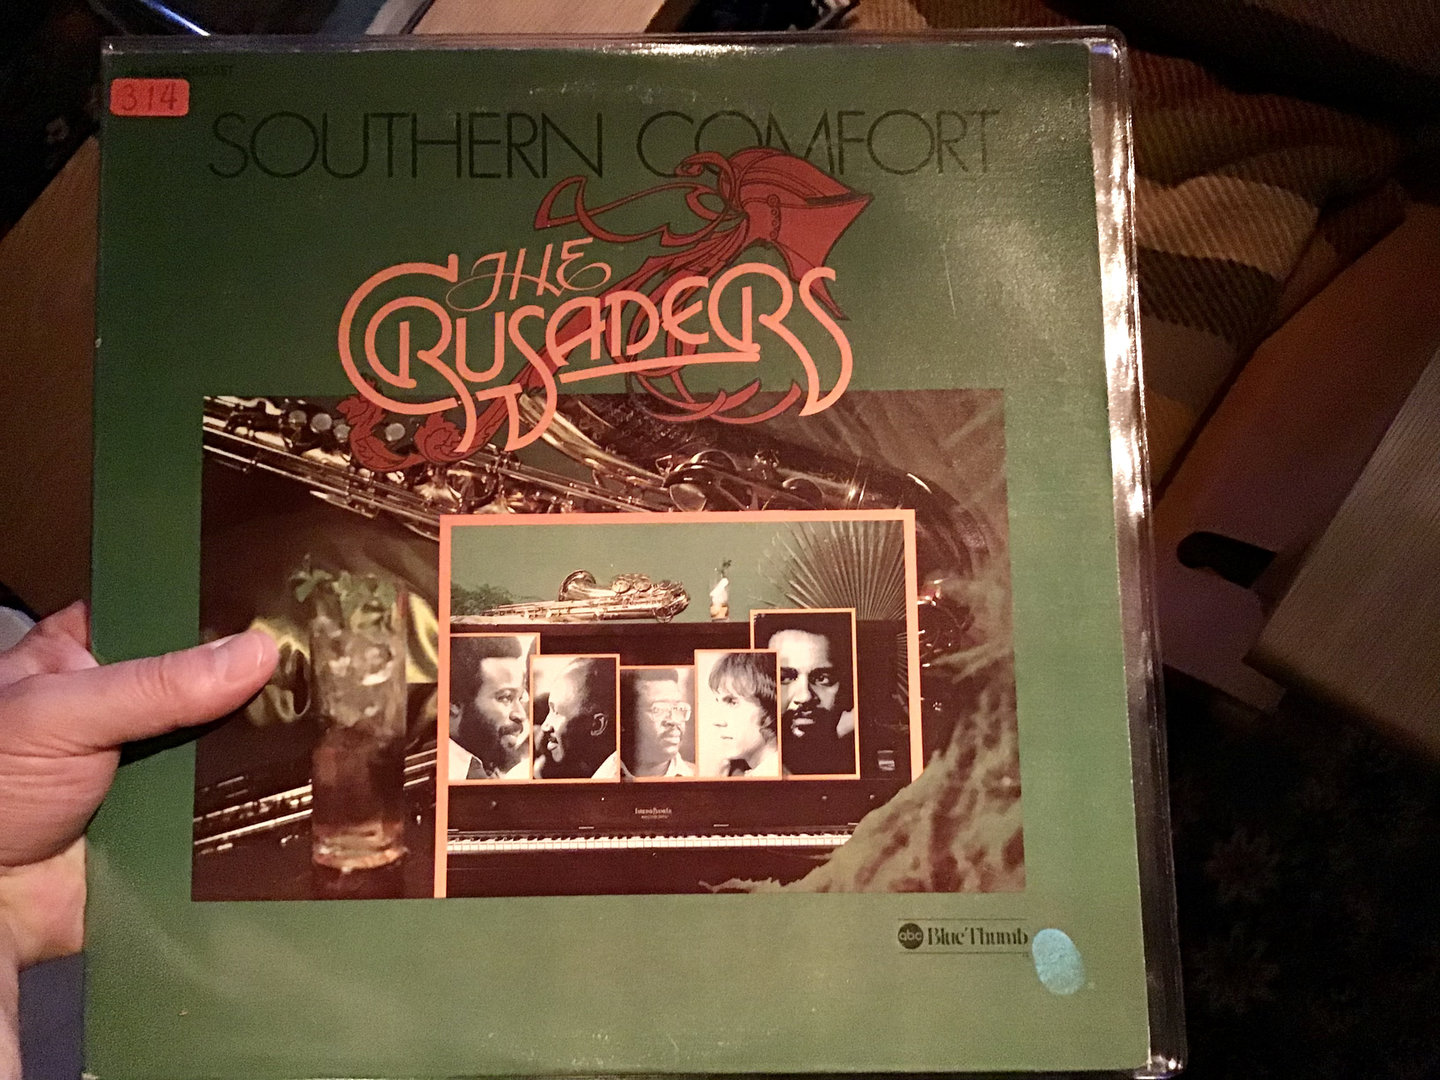 314
SOUTHERN COMFORT
THE
CRUSADERS
abc Blue Thumb